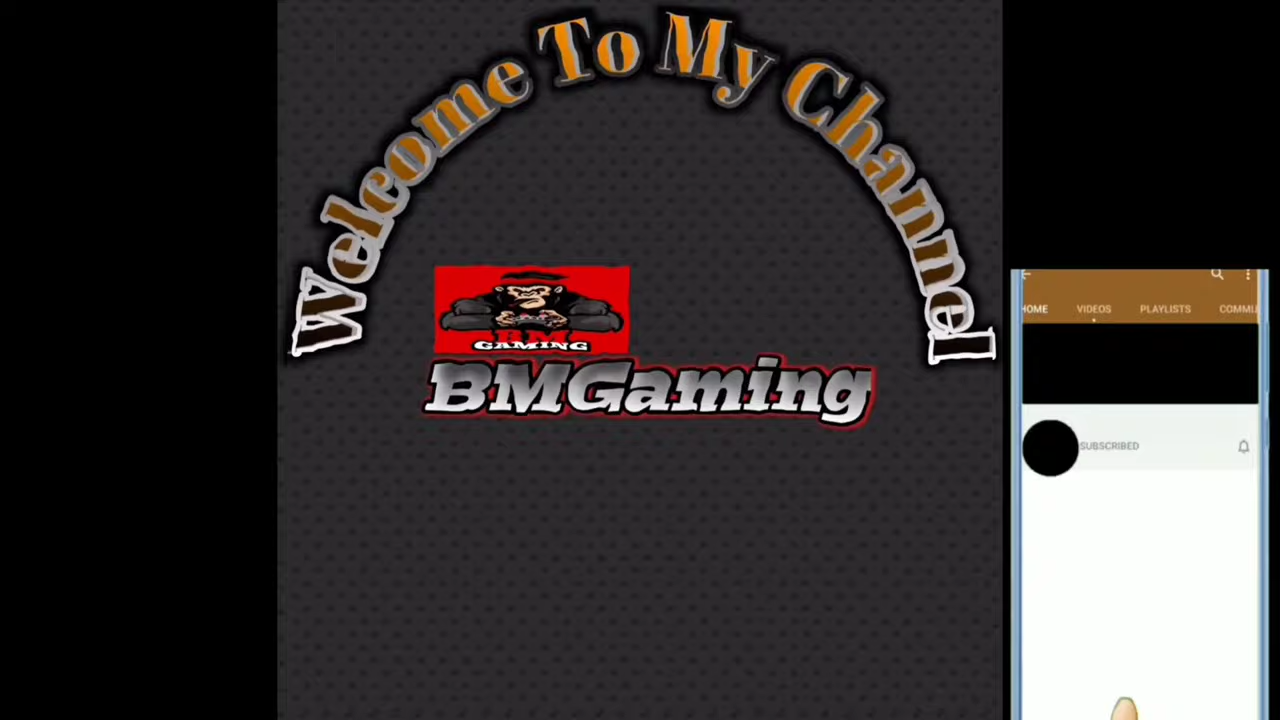 Welcome To My Channel
BM
GAMING
BMGaming
HOME VIDEOS PLAYLISTS
SUBSCRIBED